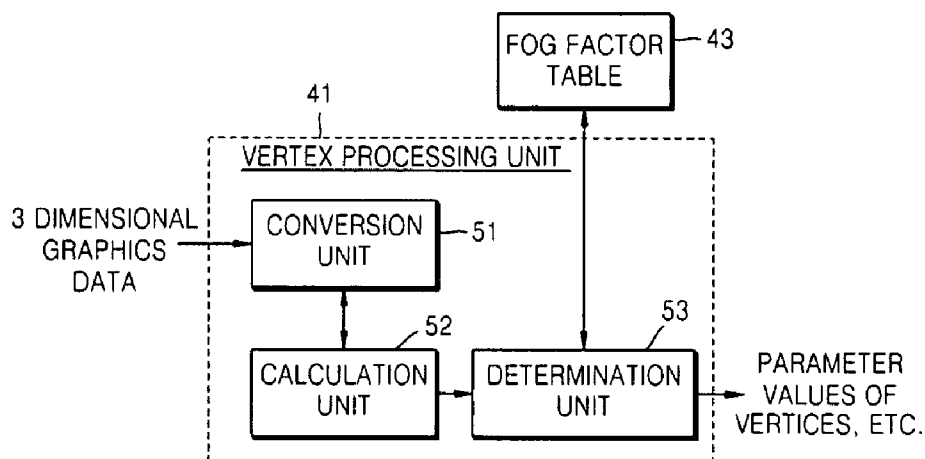 FOG FACTOR
TABLE
43
41
VERTEX PROCESSING UNIT
3 DIMENSIONAL
GRAPHICS
DATA
CONVERSION
UNIT
51
52
53
CALCULATION
UNIT
DETERMINATION
UNIT
PARAMETER
VALUES OF
VERTICES, ETC.